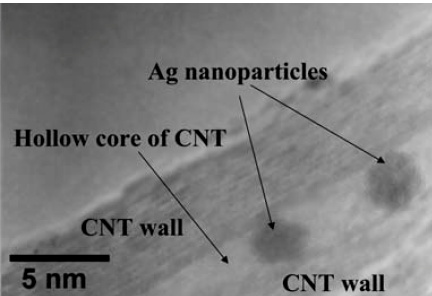 Ag nanoparticles
Hollow core of CNT
CNT wall
5 nm
CNT wall